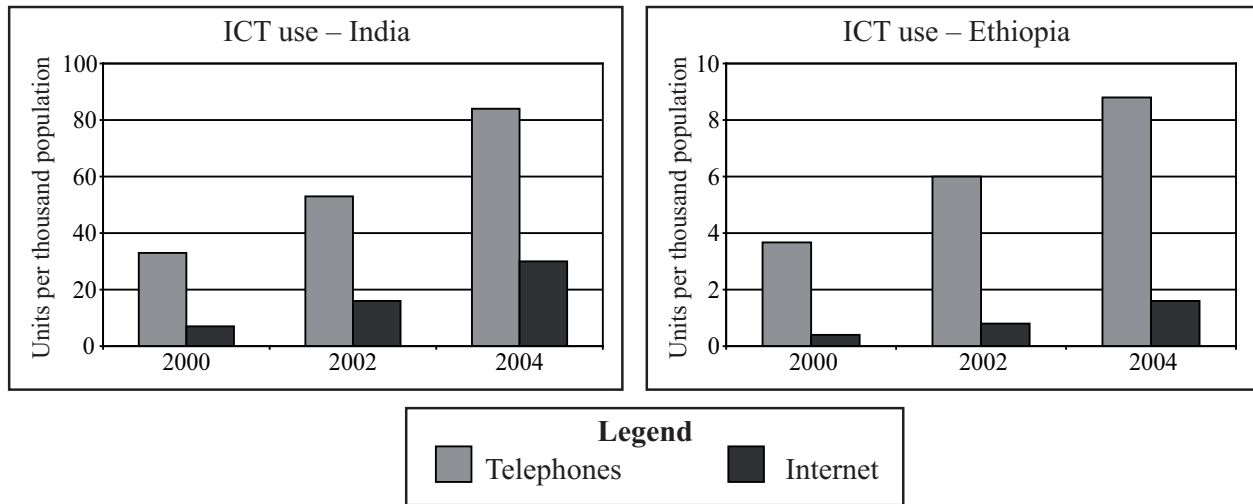 ICT use – India
Units per thousand population
100
80
60
40
20
0
2000 2002 2004
ICT use – Ethiopia
Units per thousand population
10
8
6
4
2
0
2000 2002 2004
Legend
Telephones Internet